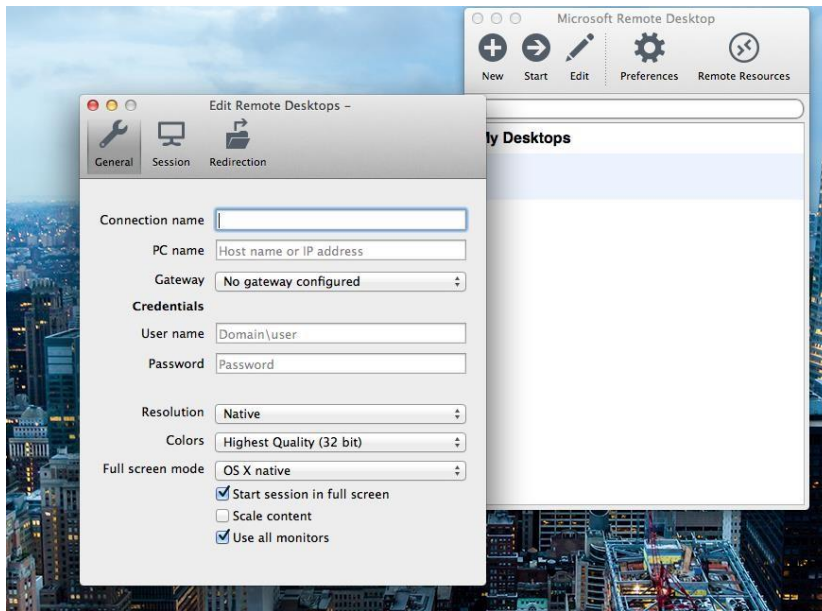 Microsoft Remote Desktop
New Start Edit Preferences Remote Resources
My Desktops
Edit Remote Desktops –
General Session Redirection
Connection name
PC name Host name or IP address
Gateway No gateway configured
Credentials
User name Domain\user
Password Password
Resolution Native
Colors Highest Quality (32 bit)
Full screen mode OS X native
Start session in full screen
Scale content
Use all monitors